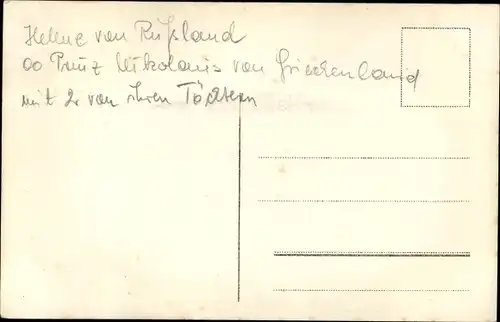 Helene von Rußland
oo Prinz Nikolaus von Griechenland
mit 2 von ihren Töchtern